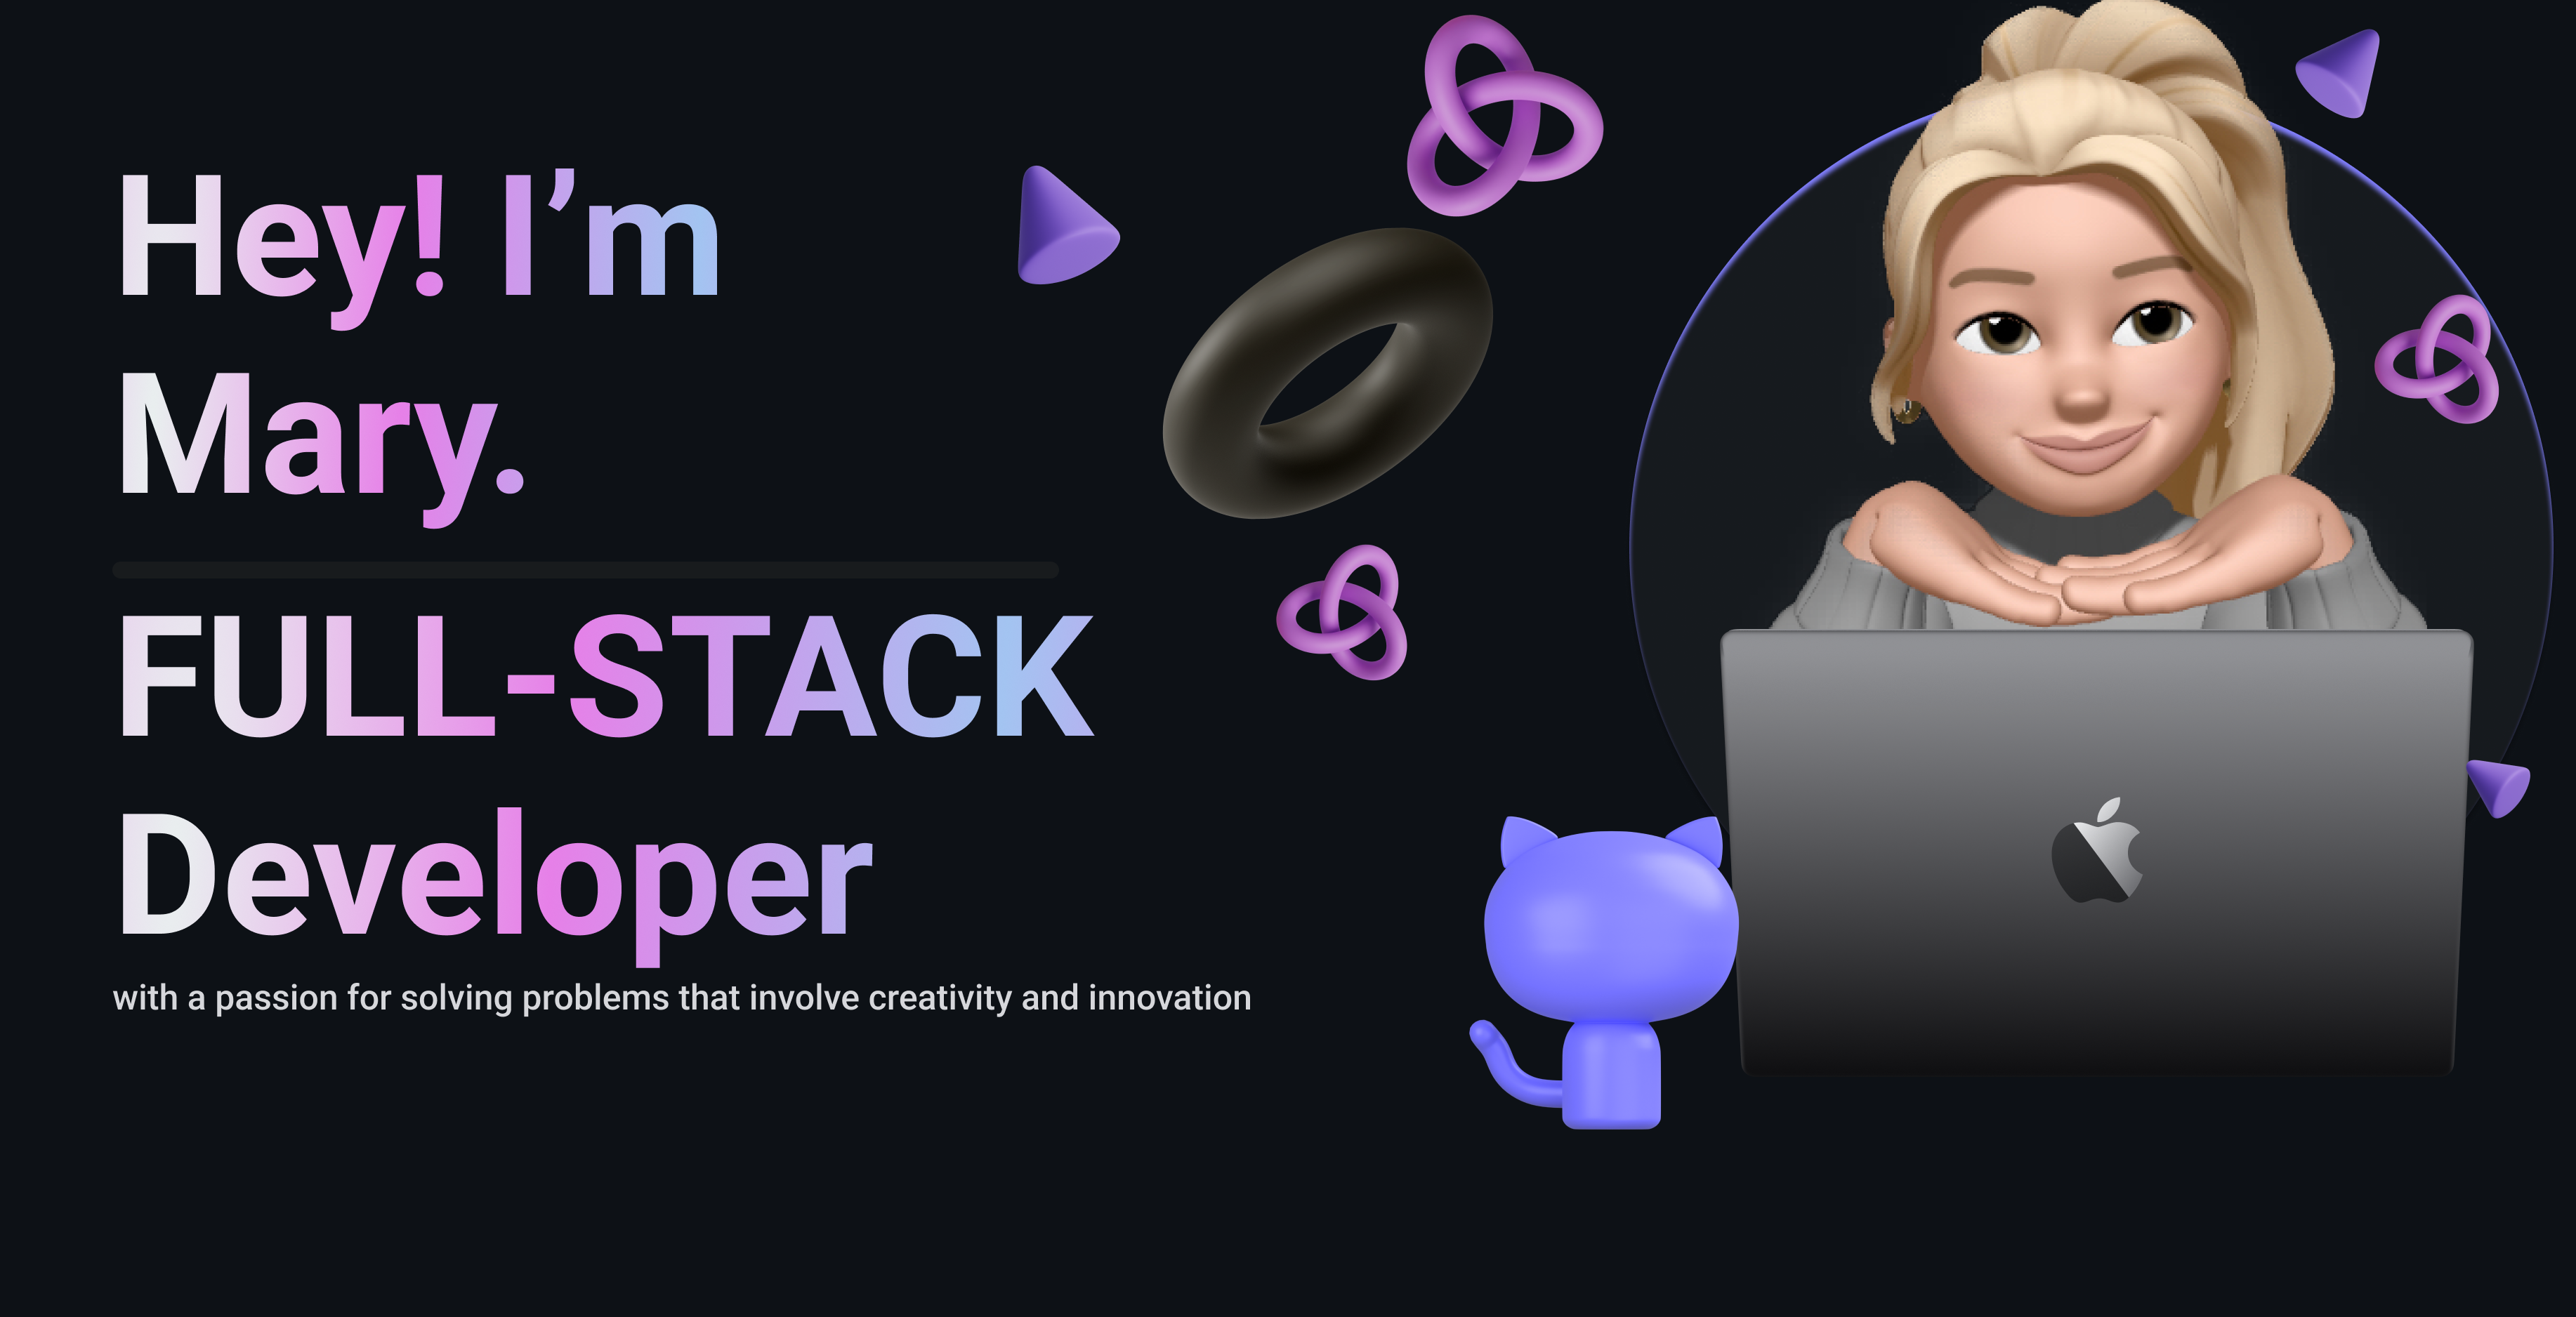 Hey! I’m
Mary.
FULL-STACK
Developer
with a passion for solving problems that involve creativity and innovation